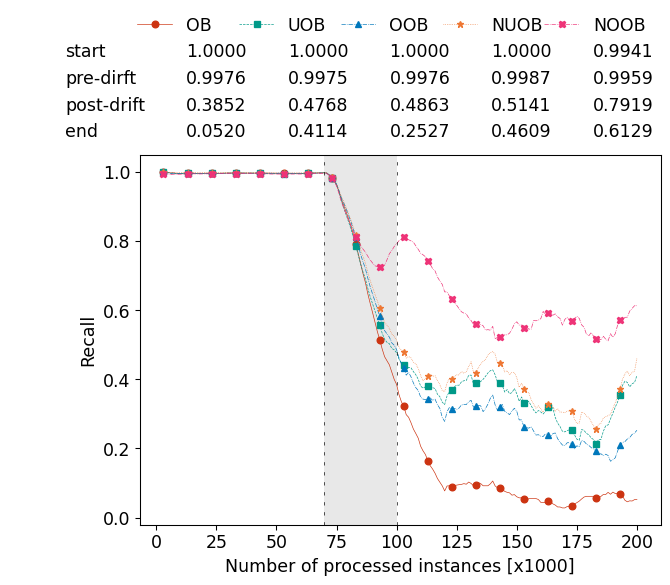 OB UOB OOB NUOB NOOB
start 1.0000 1.0000 1.0000 1.0000 0.9941
pre-dirft 0.9976 0.9975 0.9976 0.9987 0.9959
post-drift 0.3852 0.4768 0.4863 0.5141 0.7919
end 0.0520 0.4114 0.2527 0.4609 0.6129
1.0
0.8
0.6
0.4
0.2
0.0
Recall
0 25 50 75 100 125 150 175 200
Number of processed instances [x1000]